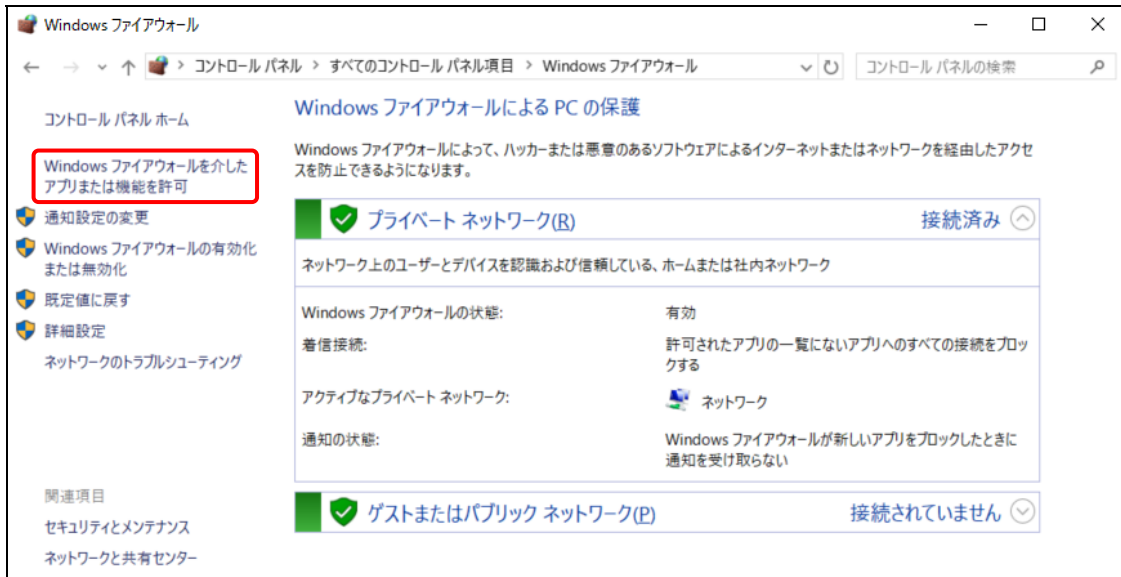 Windows ファイアウォール
コントロール パネル > すべてのコントロール パネル項目 > Windows ファイアウォール
コントロール パネルの検索
コントロール パネル ホーム
Windows ファイアウォールを介した
アプリまたは機能を許可
通知設定の変更
Windows ファイアウォールの有効化
または無効化
既定値に戻す
詳細設定
ネットワークのトラブルシューティング
関連項目
セキュリティとメンテナンス
ネットワークと共有センター
Windows ファイアウォールによる PC の保護
Windows ファイアウォールによって、ハッカーまたは悪意のあるソフトウェアによるインターネットまたはネットワークを経由したアクセ
スを防止できるようになります。
プライベート ネットワーク(R) 接続済み
ネットワーク上のユーザーとデバイスを認識および信頼している、ホームまたは社内ネットワーク
Windows ファイアウォールの状態: 有効
着信接続: 許可されたアプリの一覧にないアプリへのすべての接続をブロッ
クする
アクティブなプライベート ネットワーク: ネットワーク
通知の状態: Windows ファイアウォールが新しいアプリをブロックしたときに
通知を受け取らない
ゲストまたはパブリック ネットワーク(P) 接続されていません